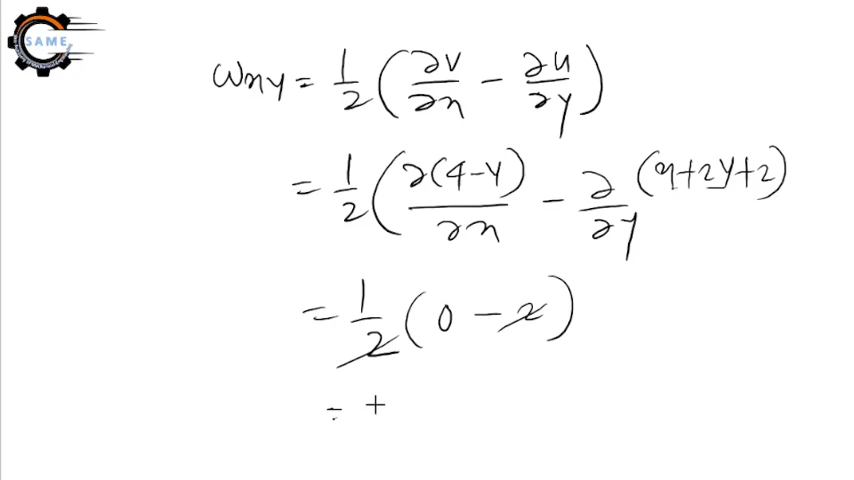 SAME
ωxy = 1/2 (∂v/∂x − ∂u/∂y)
= 1/2 (∂(4−y)/∂x − ∂/∂y (x+2y+2))
= 1/2 (0 − 2)
= +